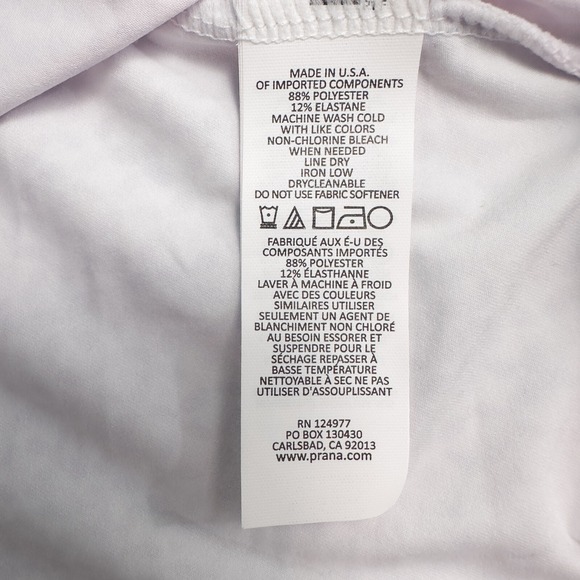 MADE IN U.S.A.
OF IMPORTED COMPONENTS
88% POLYESTER
12% ELASTANE
MACHINE WASH COLD
WITH LIKE COLORS
NON-CHLORINE BLEACH
WHEN NEEDED
LINE DRY
IRON LOW
DRYCLEANABLE
DO NOT USE FABRIC SOFTENER
FABRIQUÉ AUX É-U DES
COMPOSANTS IMPORTÉS
88% POLYESTER
12% ÉLASTHANNE
LAVER À MACHINE À FROID
AVEC DES COULEURS
SIMILAIRES UTILISER
SEULEMENT UN AGENT DE
BLANCHIMENT NON CHLORÉ
AU BESOIN ESSORER ET
SUSPENDRE POUR LE
SÉCHAGE REPASSER À
BASSE TEMPÉRATURE
NETTOYABLE À SEC NE PAS
UTILISER D'ASSOUPLISSANT
RN 124977
PO BOX 130430
CARLSBAD, CA 92013
www.prana.com